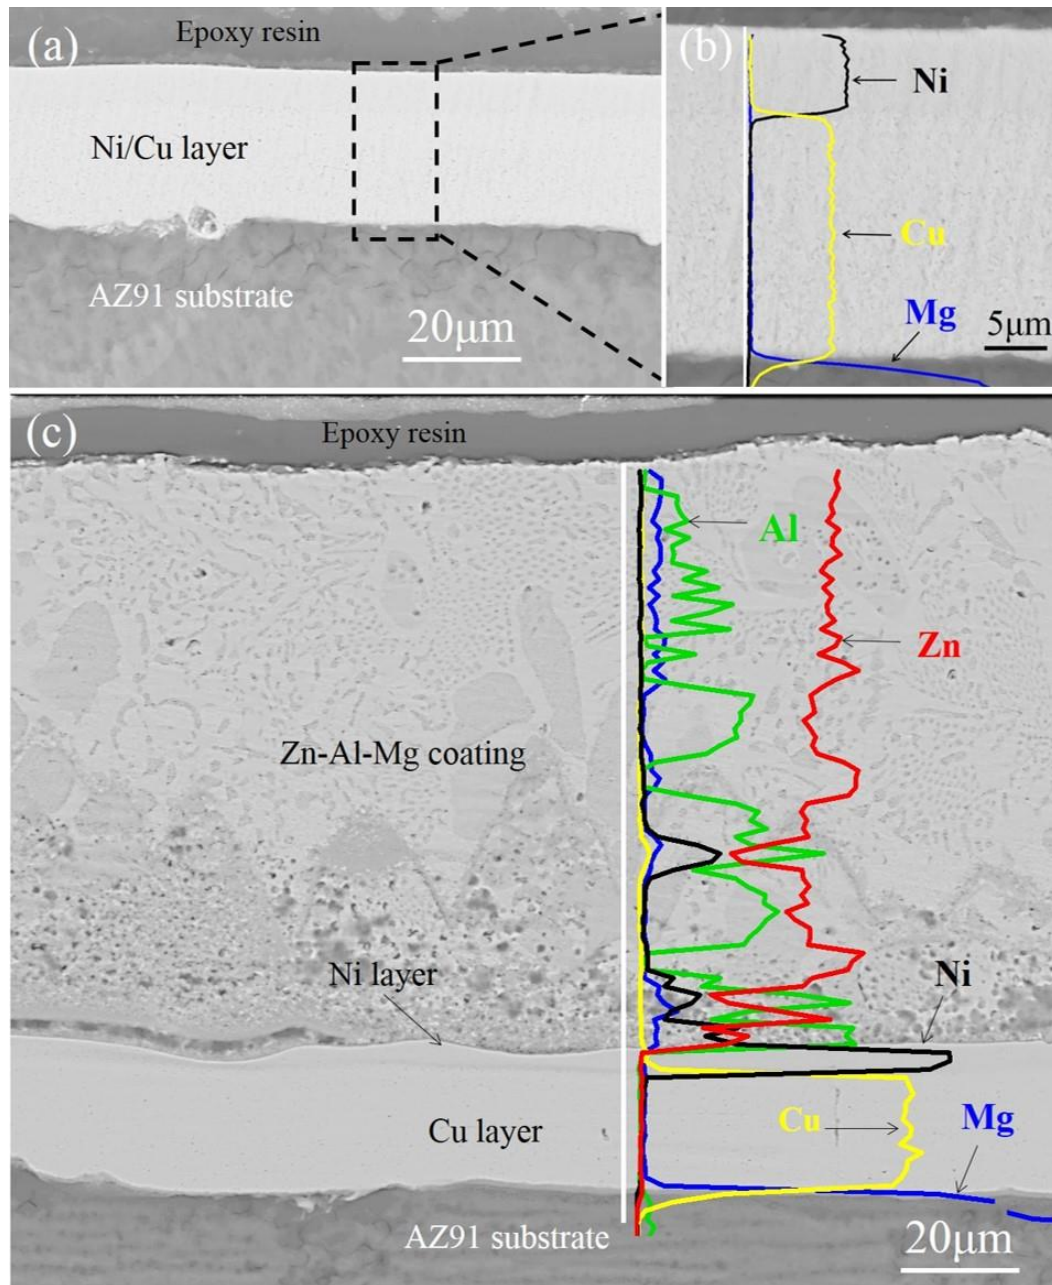 (a)
Epoxy resin
Ni/Cu layer
AZ91 substrate
20μm
(b)
Ni
Cu
Mg
5μm
(c)
Epoxy resin
Al
Zn
Zn-Al-Mg coating
Ni layer
Ni
Cu layer
Cu
Mg
AZ91 substrate
20μm